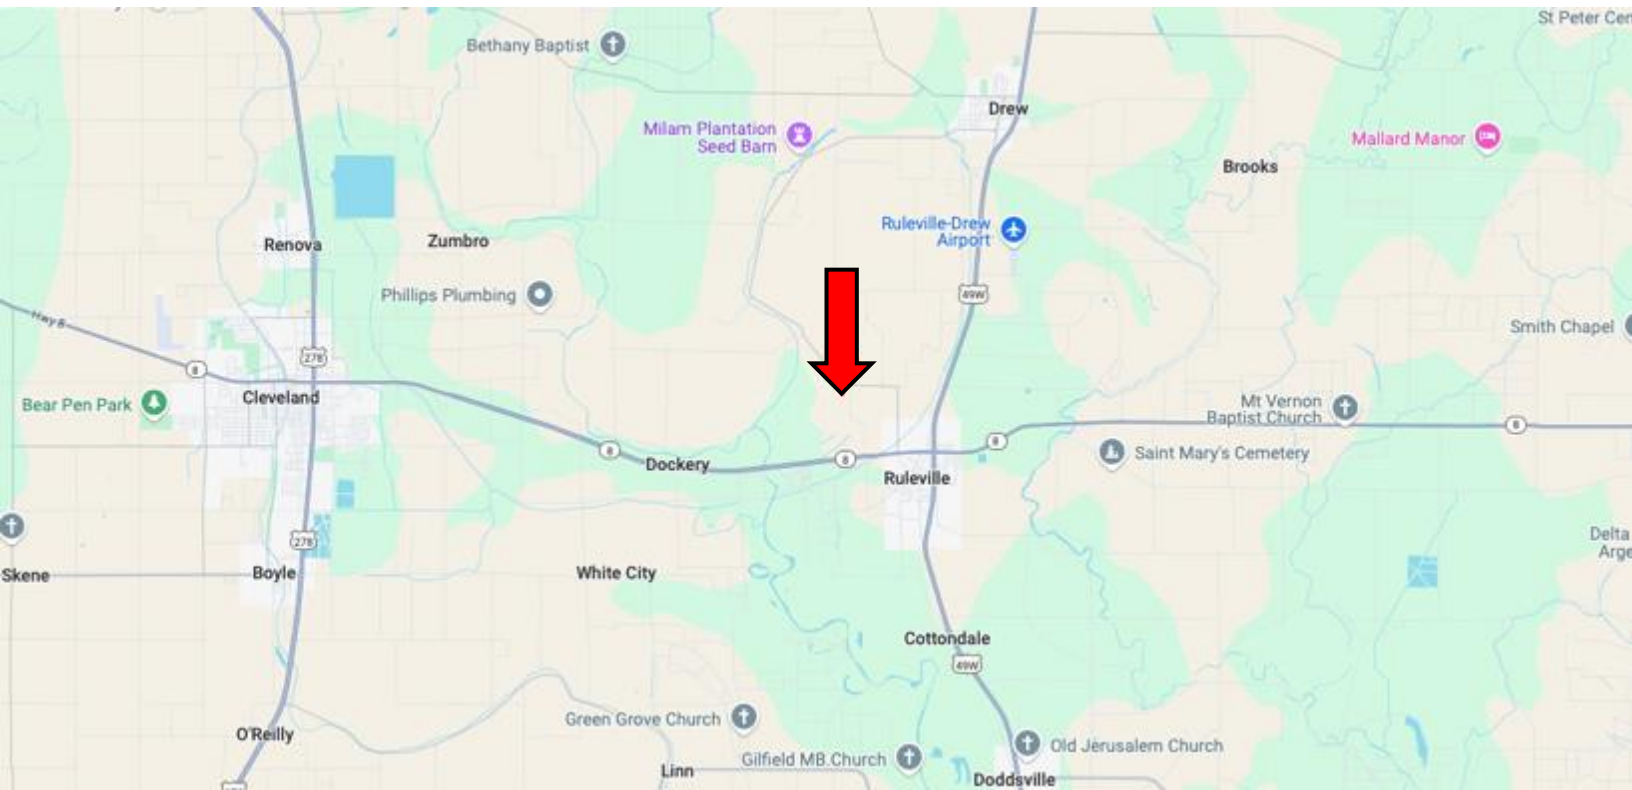 St Peter Cen
Bethany Baptist
Drew
Milam Plantation
Seed Barn
Mallard Manor
Brooks
Ruleville-Drew
Airport
Renova
Zumbro
Phillips Plumbing
49W
Hwy 8
Smith Chapel
278
8
Cleveland
Bear Pen Park
Mt Vernon
Baptist Church
8
8
8
8
Saint Mary's Cemetery
Dockery
Ruleville
278
Delta
Arge
Skene
Boyle
White City
Cottondale
49W
Green Grove Church
O'Reilly
Old Jerusalem Church
Gilfield MB Church
Linn
Doddsville